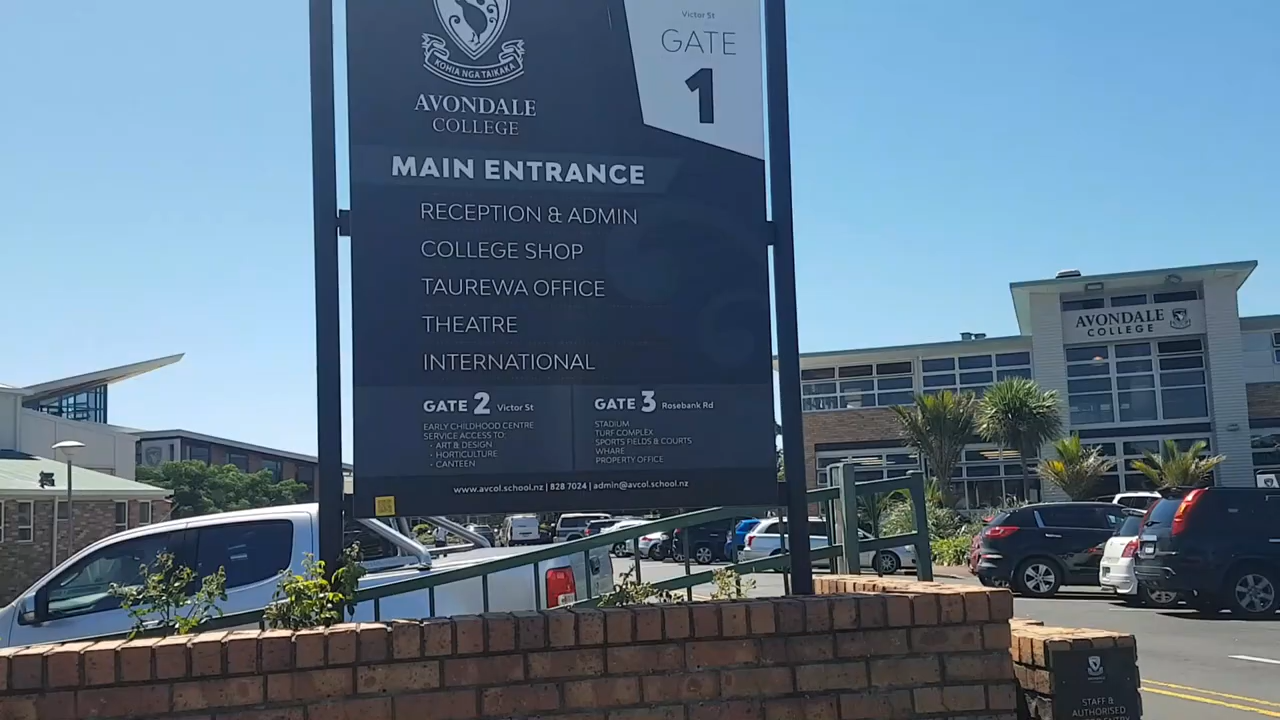 Victor St
GATE
1
KOHIA NGA TAIKAKA
AVONDALE
COLLEGE
MAIN ENTRANCE
RECEPTION & ADMIN
COLLEGE SHOP
TAUREWA OFFICE
THEATRE
INTERNATIONAL
GATE 2 Victor St
EARLY CHILDHOOD CENTRE
SERVICE ACCESS TO:
• ART & DESIGN
• HORTICULTURE
• CANTEEN
GATE 3 Rosebank Rd
STADIUM
TURF COMPLEX
SPORTS FIELDS & COURTS
WHARE
PROPERTY OFFICE
www.avcol.school.nz | 828 7024 | admin@avcol.school.nz
AVONDALE
COLLEGE
STAFF &
AUTHORISED
ENTRY